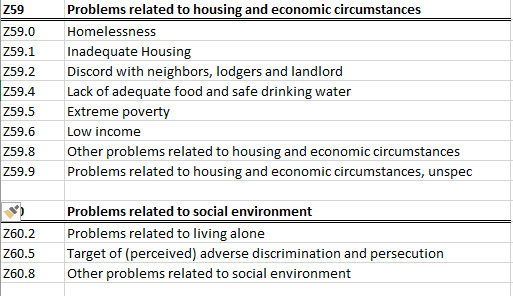 Z59 Problems related to housing and economic circumstances
Z59.0 Homelessness
Z59.1 Inadequate Housing
Z59.2 Discord with neighbors, lodgers and landlord
Z59.4 Lack of adequate food and safe drinking water
Z59.5 Extreme poverty
Z59.6 Low income
Z59.8 Other problems related to housing and economic circumstances
Z59.9 Problems related to housing and economic circumstances, unspec
Problems related to social environment
Z60.2 Problems related to living alone
Z60.5 Target of (perceived) adverse discrimination and persecution
Z60.8 Other problems related to social environment